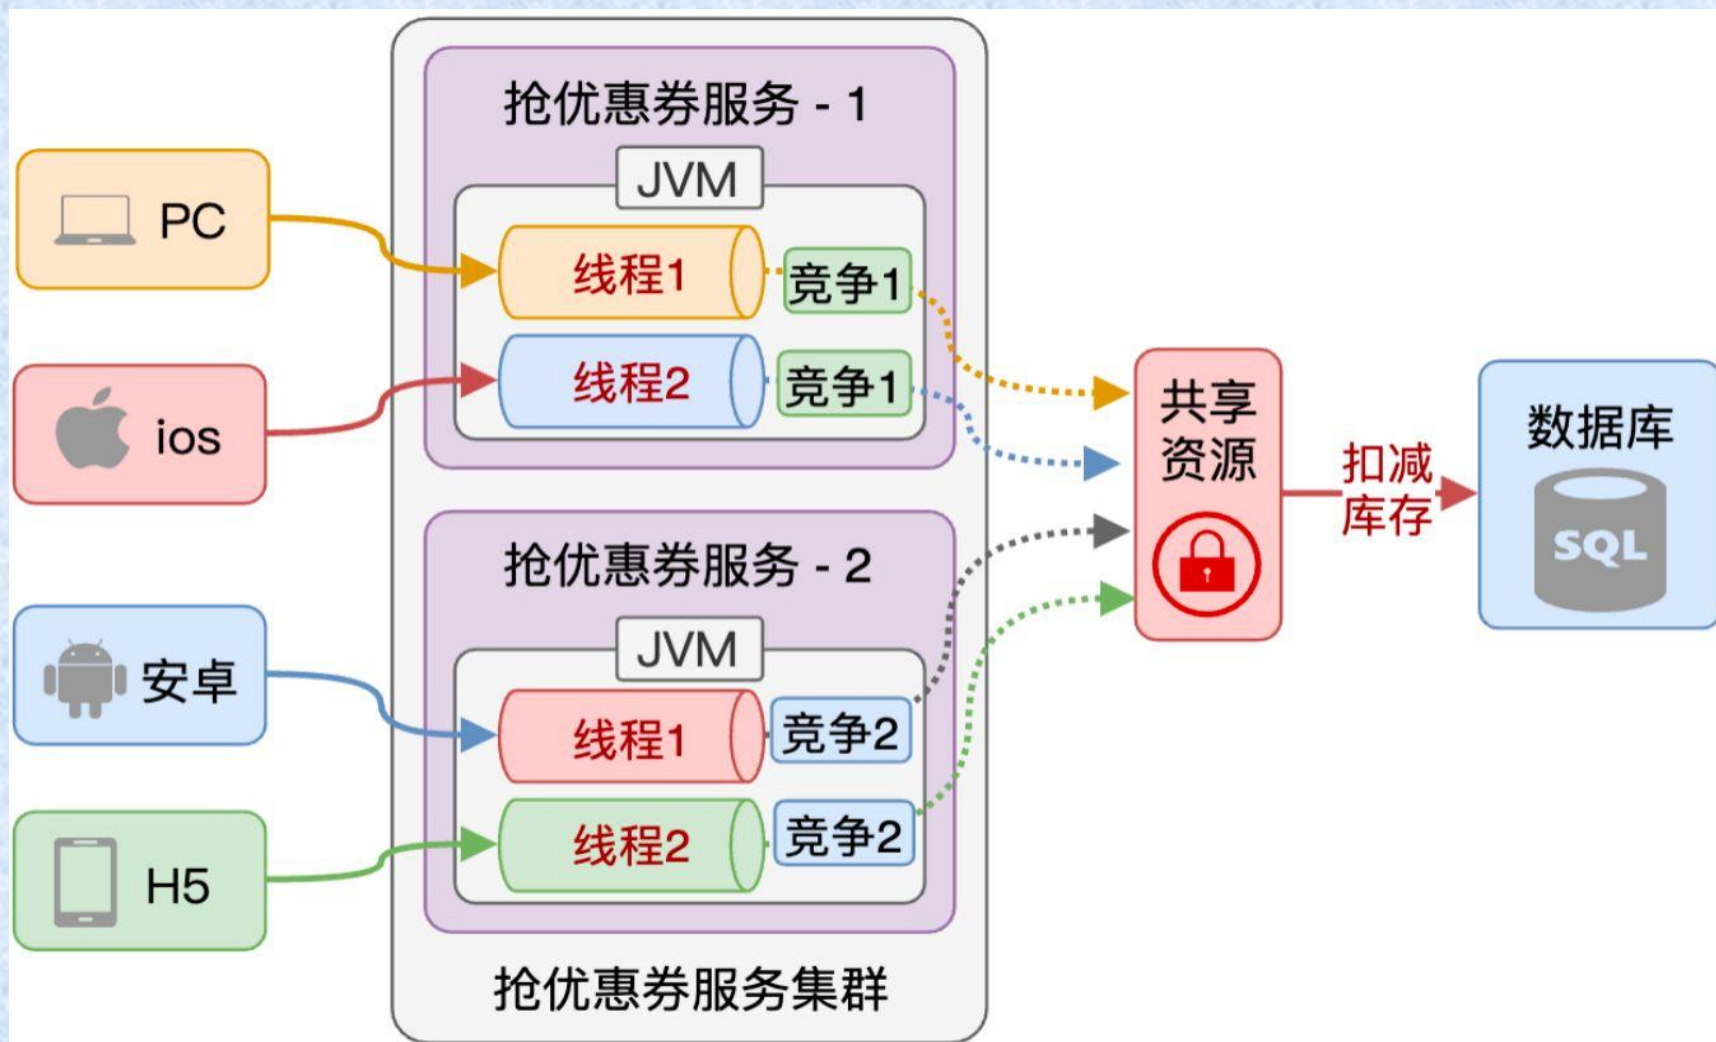 抢优惠券服务 - 1
JVM
PC
线程1
竞争1
ios
线程2
竞争1
共享
资源
扣减
库存
数据库
SQL
抢优惠券服务 - 2
JVM
安卓
线程1
竞争2
H5
线程2
竞争2
抢优惠券服务集群